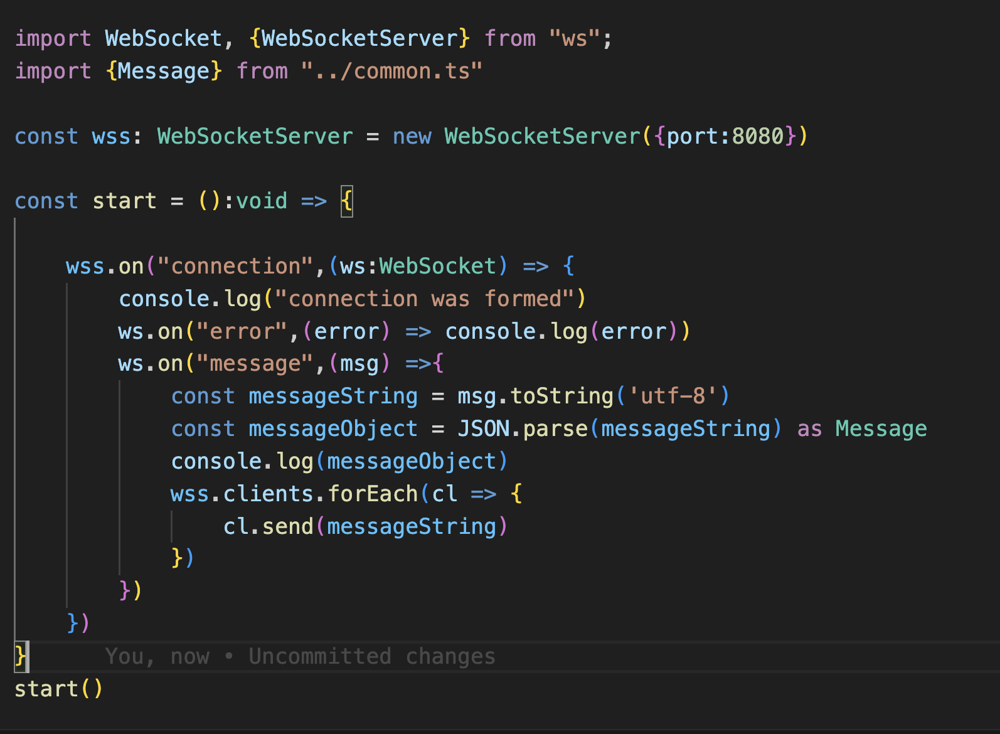 import WebSocket, {WebSocketServer} from "ws";
import {Message} from "../common.ts"
const wss: WebSocketServer = new WebSocketServer({port:8080})
const start = ():void => {
wss.on("connection",(ws:WebSocket) => {
console.log("connection was formed")
ws.on("error",(error) => console.log(error))
ws.on("message",(msg) =>{
const messageString = msg.toString('utf-8')
const messageObject = JSON.parse(messageString) as Message
console.log(messageObject)
wss.clients.forEach(cl => {
cl.send(messageString)
})
})
})
} You, now • Uncommitted changes
start()